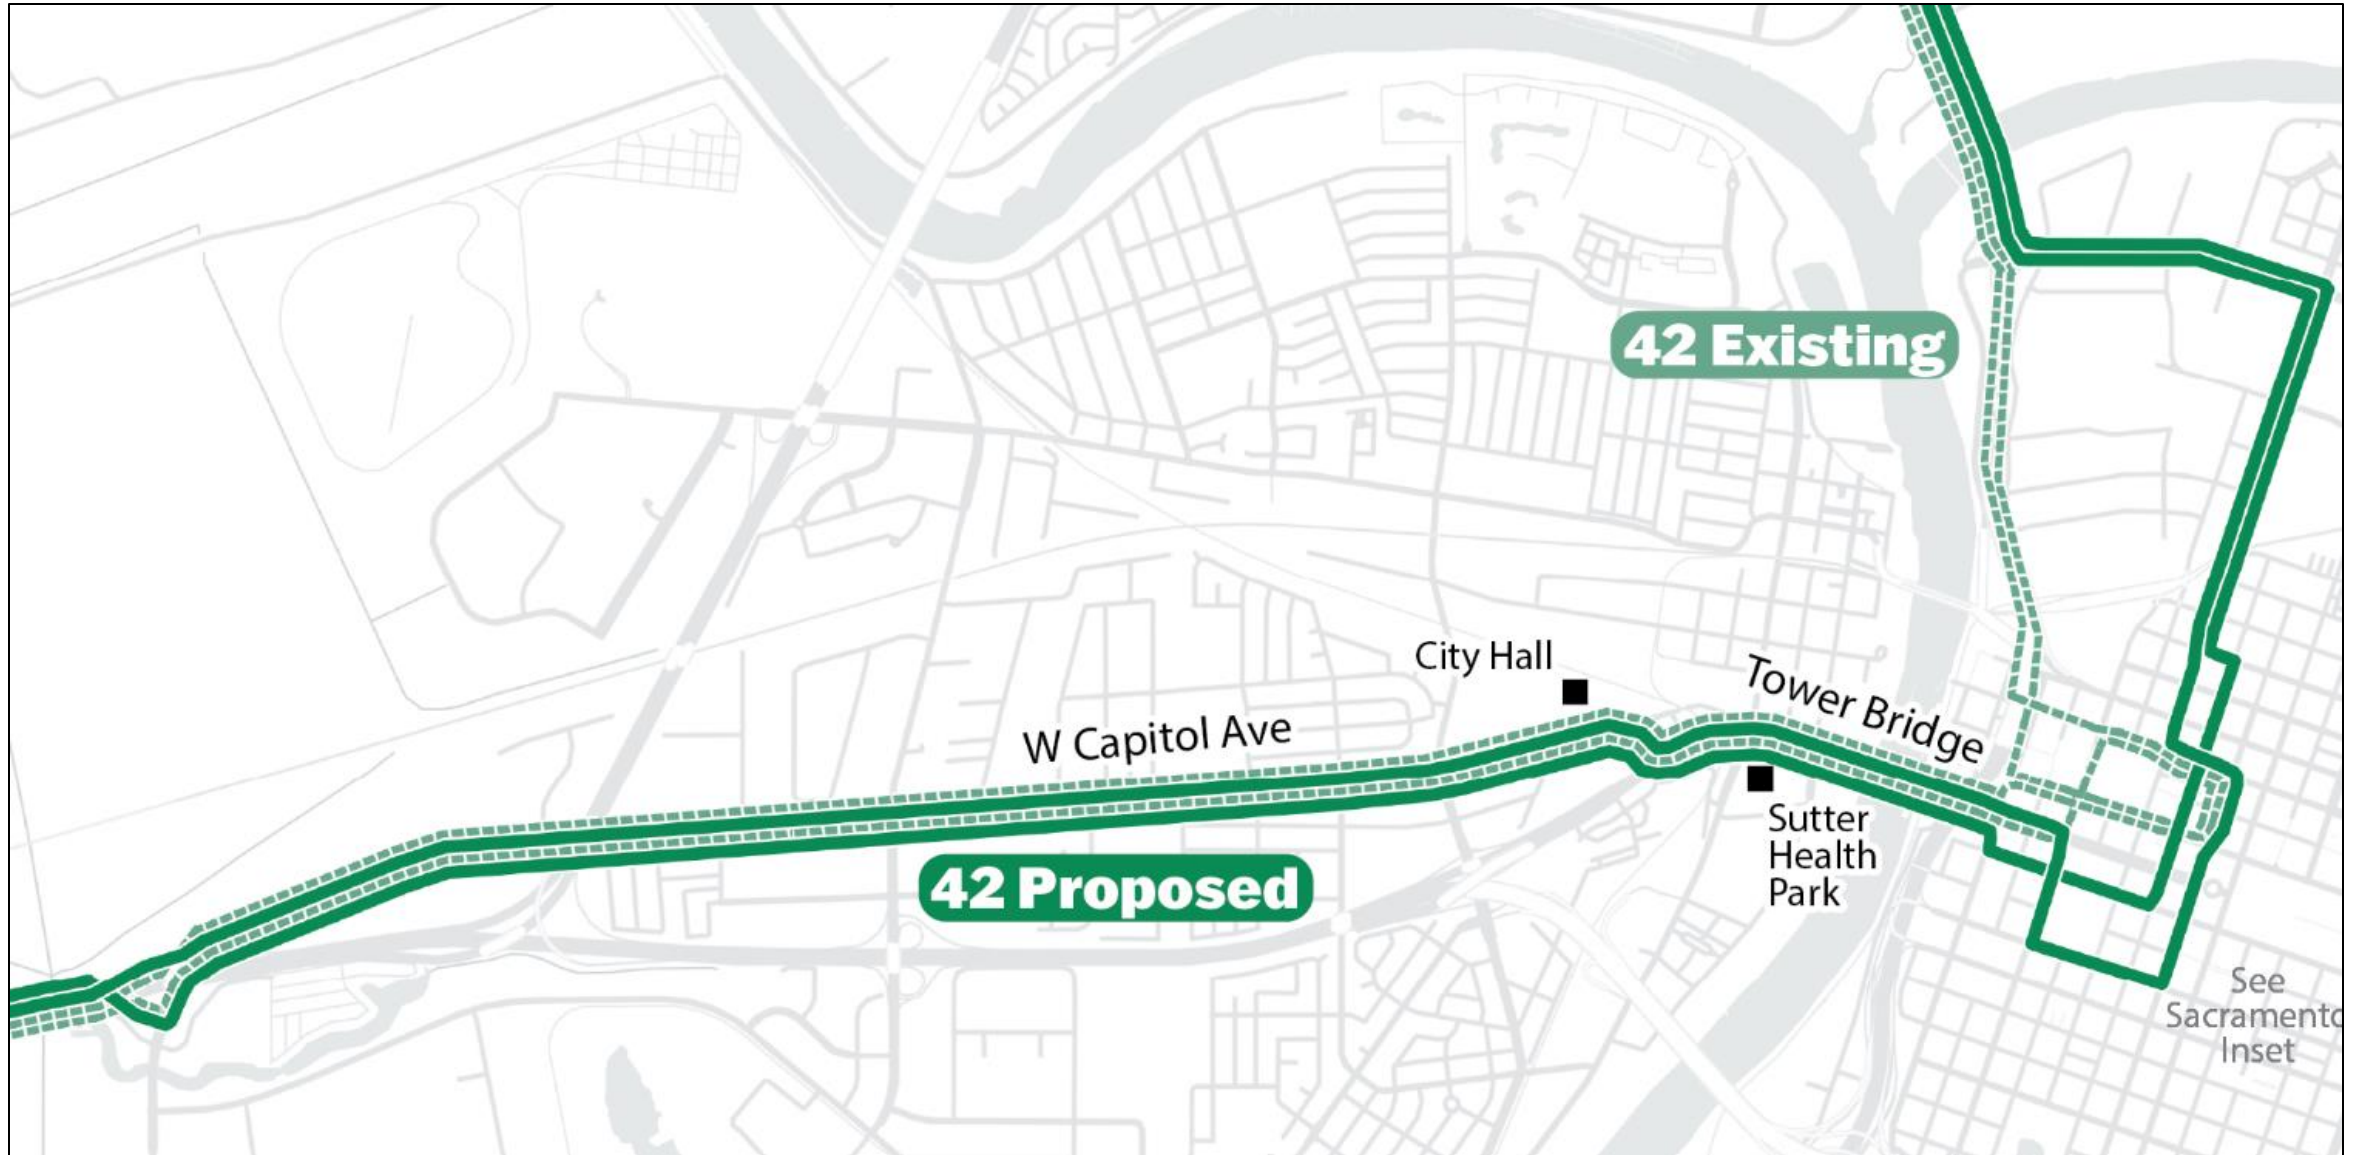 42 Existing
City Hall
Tower Bridge
W Capitol Ave
Sutter
Health
Park
42 Proposed
See
Sacramento
Inset